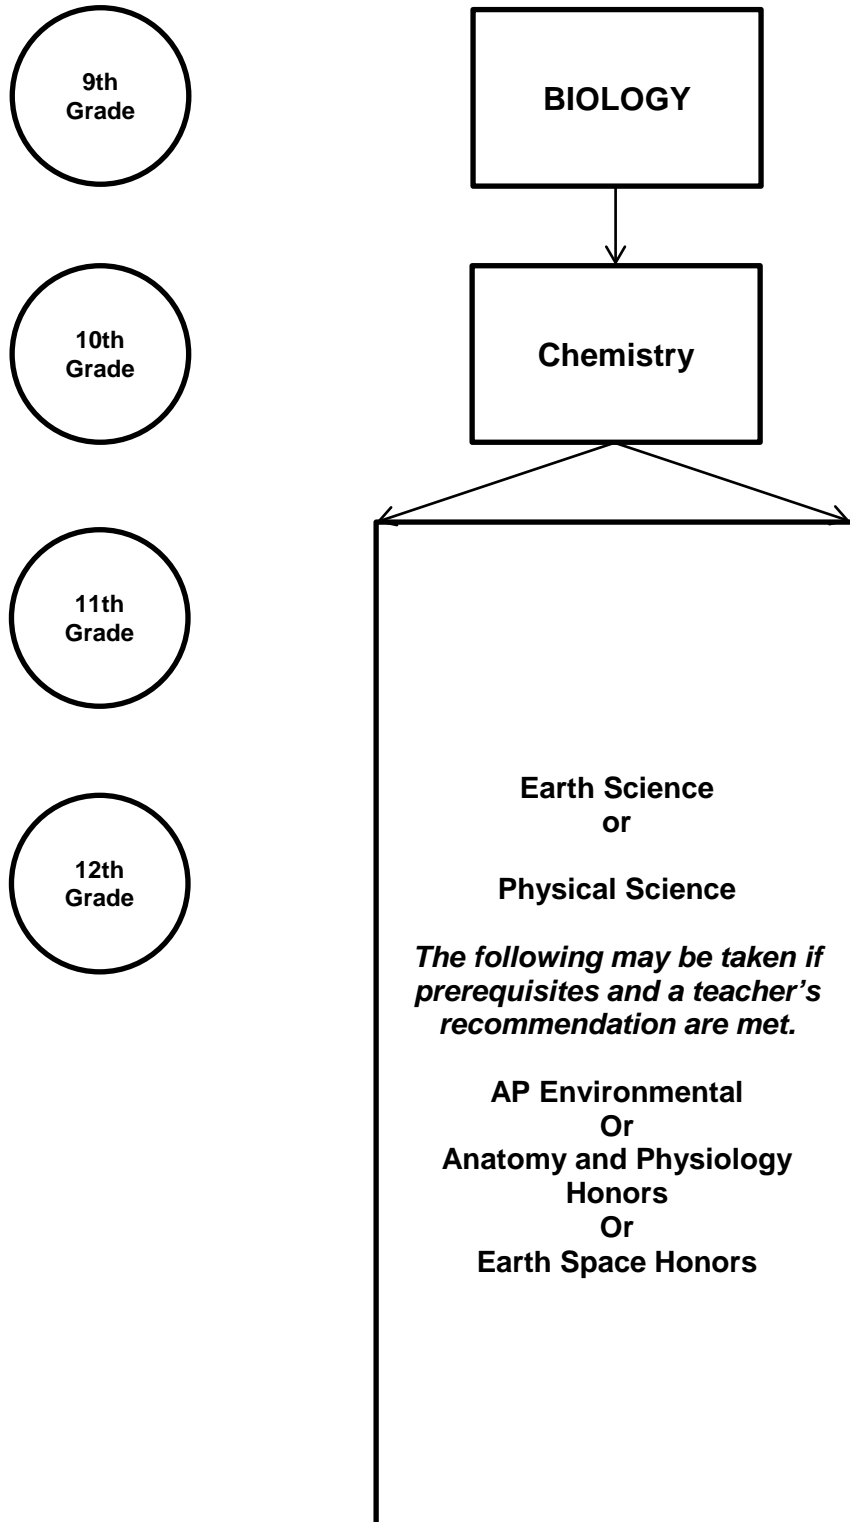 9th
Grade
BIOLOGY
10th
Grade
Chemistry
11th
Grade
12th
Grade
Earth Science
or
Physical Science
The following may be taken if
prerequisites and a teacher’s
recommendation are met.
AP Environmental
Or
Anatomy and Physiology
Honors
Or
Earth Space Honors